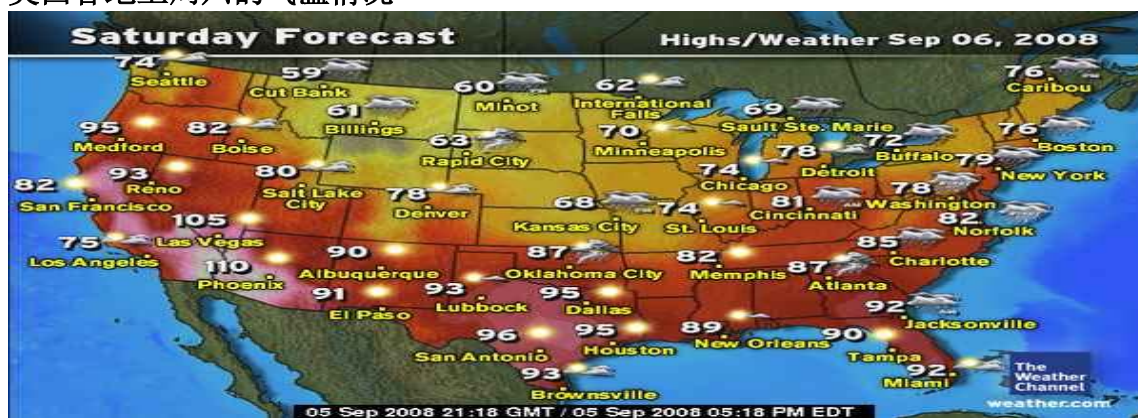 Saturday Forecast
Highs/Weather Sep 06, 2008
74
Seattle
59
Cut Bank
60
Minot
62
International
Falls
76
Caribou
61
Billings
69
Sault Ste. Marie
95
Medford
82
Boise
63
Rapid City
70
Minneapolis
72
Buffalo
76
Boston
78
Detroit
79
New York
93
Reno
80
Salt Lake
City
74
Chicago
82
San Francisco
78
Denver
68
Kansas City
74
St. Louis
81
Cincinnati
78
Washington
82
Norfolk
105
Las Vegas
75
Los Angeles
110
Phoenix
90
Albuquerque
87
Oklahoma City
82
Memphis
85
Charlotte
87
Atlanta
91
El Paso
93
Lubbock
95
Dallas
92
Jacksonville
96
San Antonio
95
Houston
89
New Orleans
90
Tampa
93
Brownsville
92
Miami
The
Weather
Channel
weather.com
05 Sep 2008 21:18 GMT / 05 Sep 2008 05:18 PM EDT